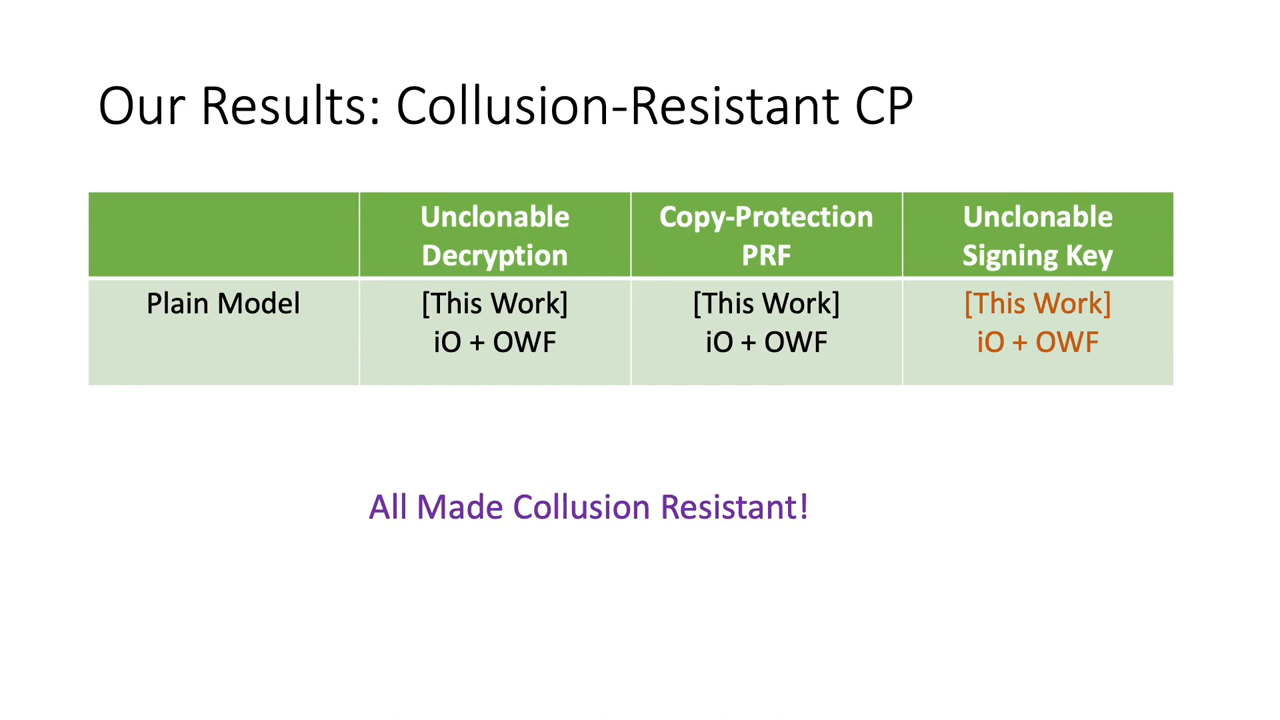 Our Results: Collusion-Resistant CP
Unclonable Decryption
Copy-Protection PRF
Unclonable Signing Key
Plain Model
[This Work]
iO + OWF
[This Work]
iO + OWF
[This Work]
iO + OWF
All Made Collusion Resistant!